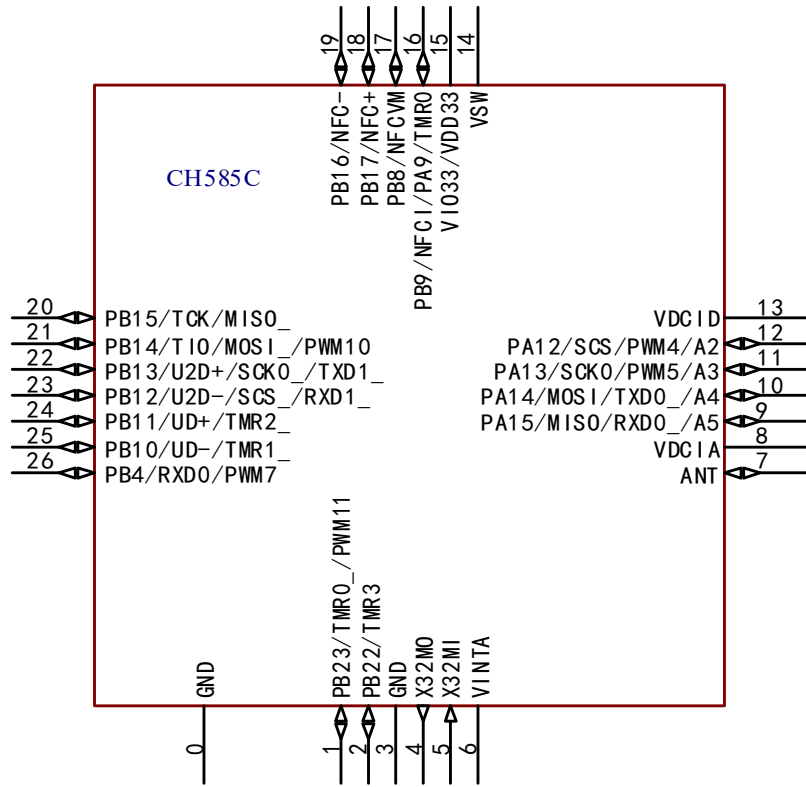 19
18
17
16
15
14
PB16/NFC-
PB17/NFC+
PB8/NFCVM
PB9/NFCI/PA9/TMR0
VIO33/VDD33
VSW
CH585C
20
PB15/TCK/MISO_
21
PB14/TIO/MOSI_/PWM10
22
PB13/U2D+/SCK0_/TXD1_
23
PB12/U2D-/SCS_/RXD1_
24
PB11/UD+/TMR2_
25
PB10/UD-/TMR1_
26
PB4/RXD0/PWM7
VDCID
13
PA12/SCS/PWM4/A2
12
PA13/SCK0/PWM5/A3
11
PA14/MOSI/TXD0_/A4
10
PA15/MISO/RXD0_/A5
9
VDCIA
8
ANT
7
GND
PB23/TMR0_/PWM11
PB22/TMR3
GND
X32MO
X32MI
VINTA
0
1
2
3
4
5
6